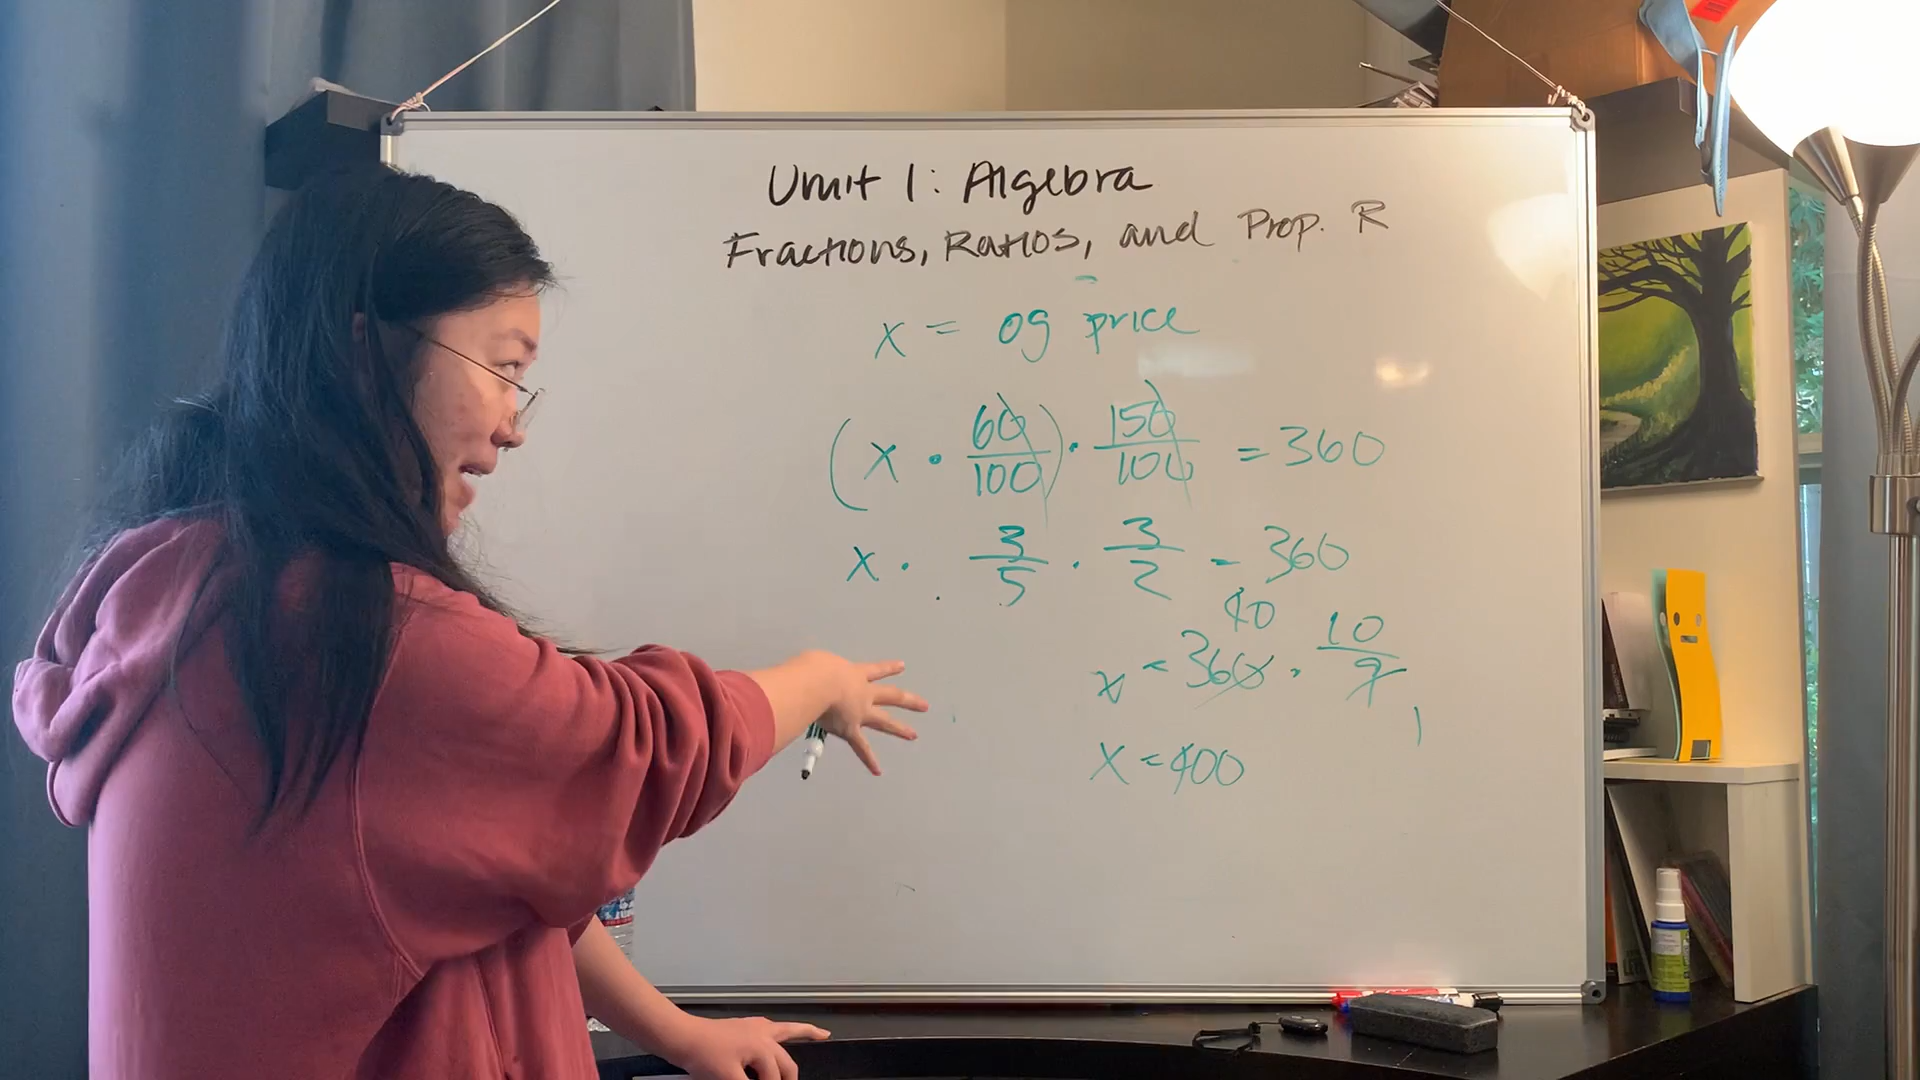 Unit 1: Algebra
Fractions, Ratios, and Prop. R
x = og price
(x • 60/100) • 150/100 = 360
x • 3/5 • 3/2 = 360
40
x = 360 • 10/9
1
x = 400